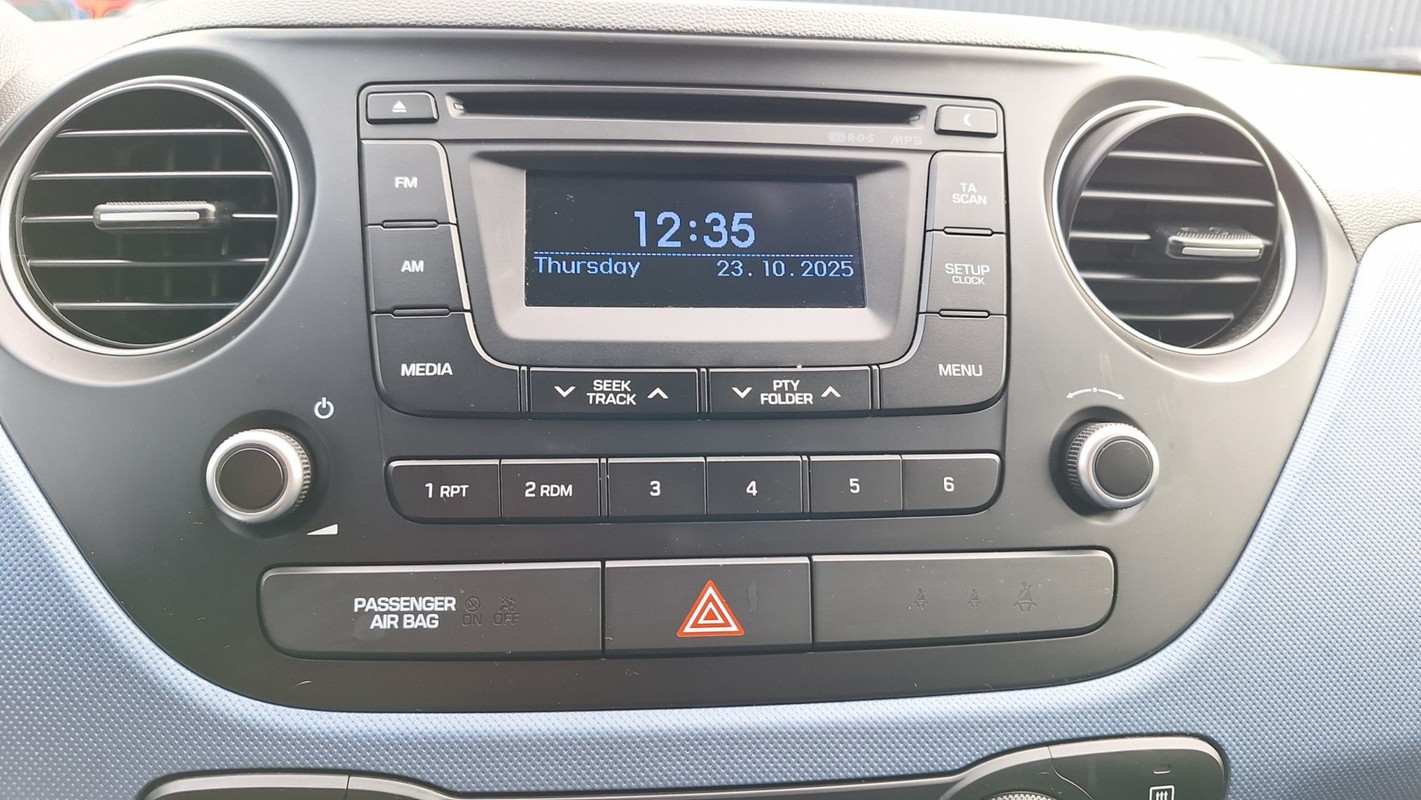 R·D·S MP3
FM
TA
SCAN
12:35
AM
Thursday 23.10.2025
SETUP
CLOCK
MEDIA
SEEK
TRACK
PTY
FOLDER
MENU
1 RPT 2 RDM 3 4 5 6
PASSENGER
AIR BAG
ON OFF